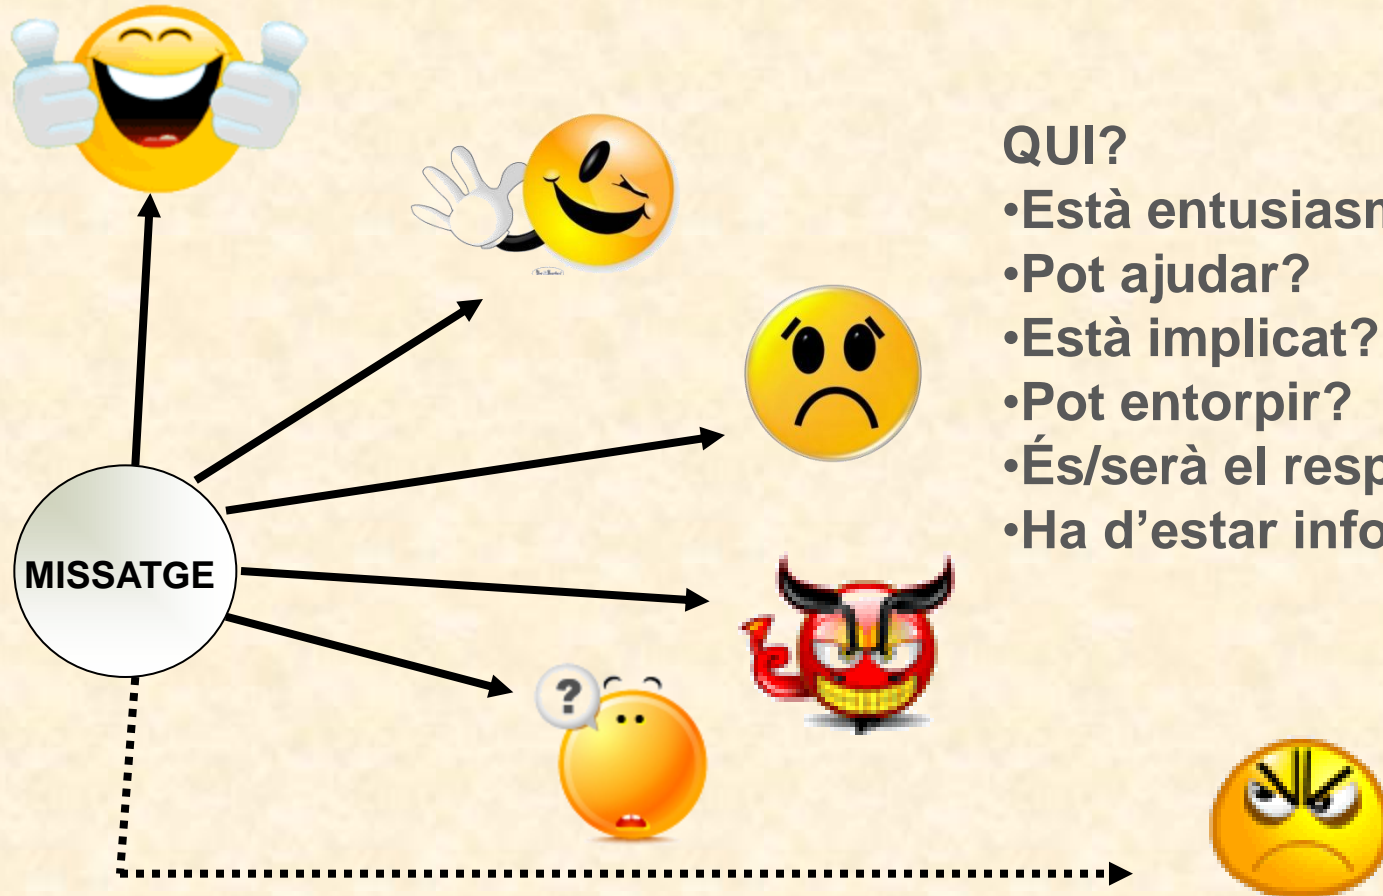 QUI?
•Està entusiasm
•Pot ajudar?
•Està implicat?
•Pot entorpir?
•És/serà el resp
•Ha d’estar info
MISSATGE
?